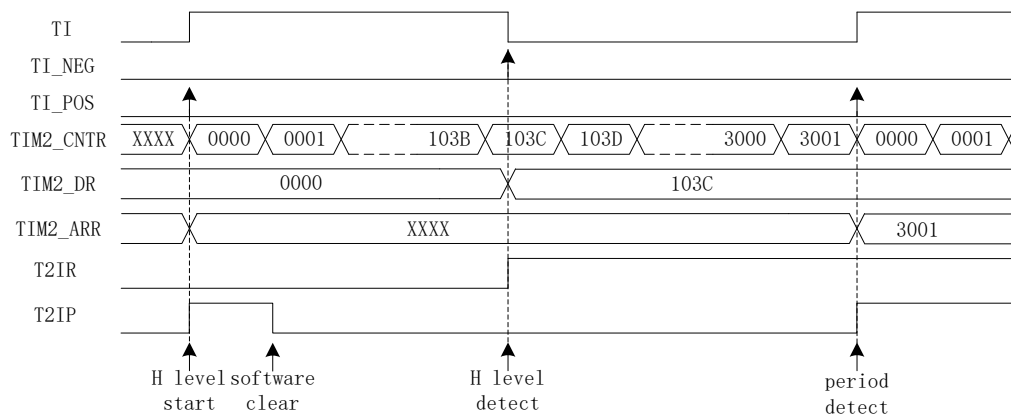 TI
TI_NEG
TI_POS
TIM2_CNTR XXXX 0000 0001 103B 103C 103D 3000 3001 0000 0001
TIM2_DR 0000 103C
TIM2_ARR XXXX 3001
T2IR
T2IP
H level software H level period
start clear detect detect